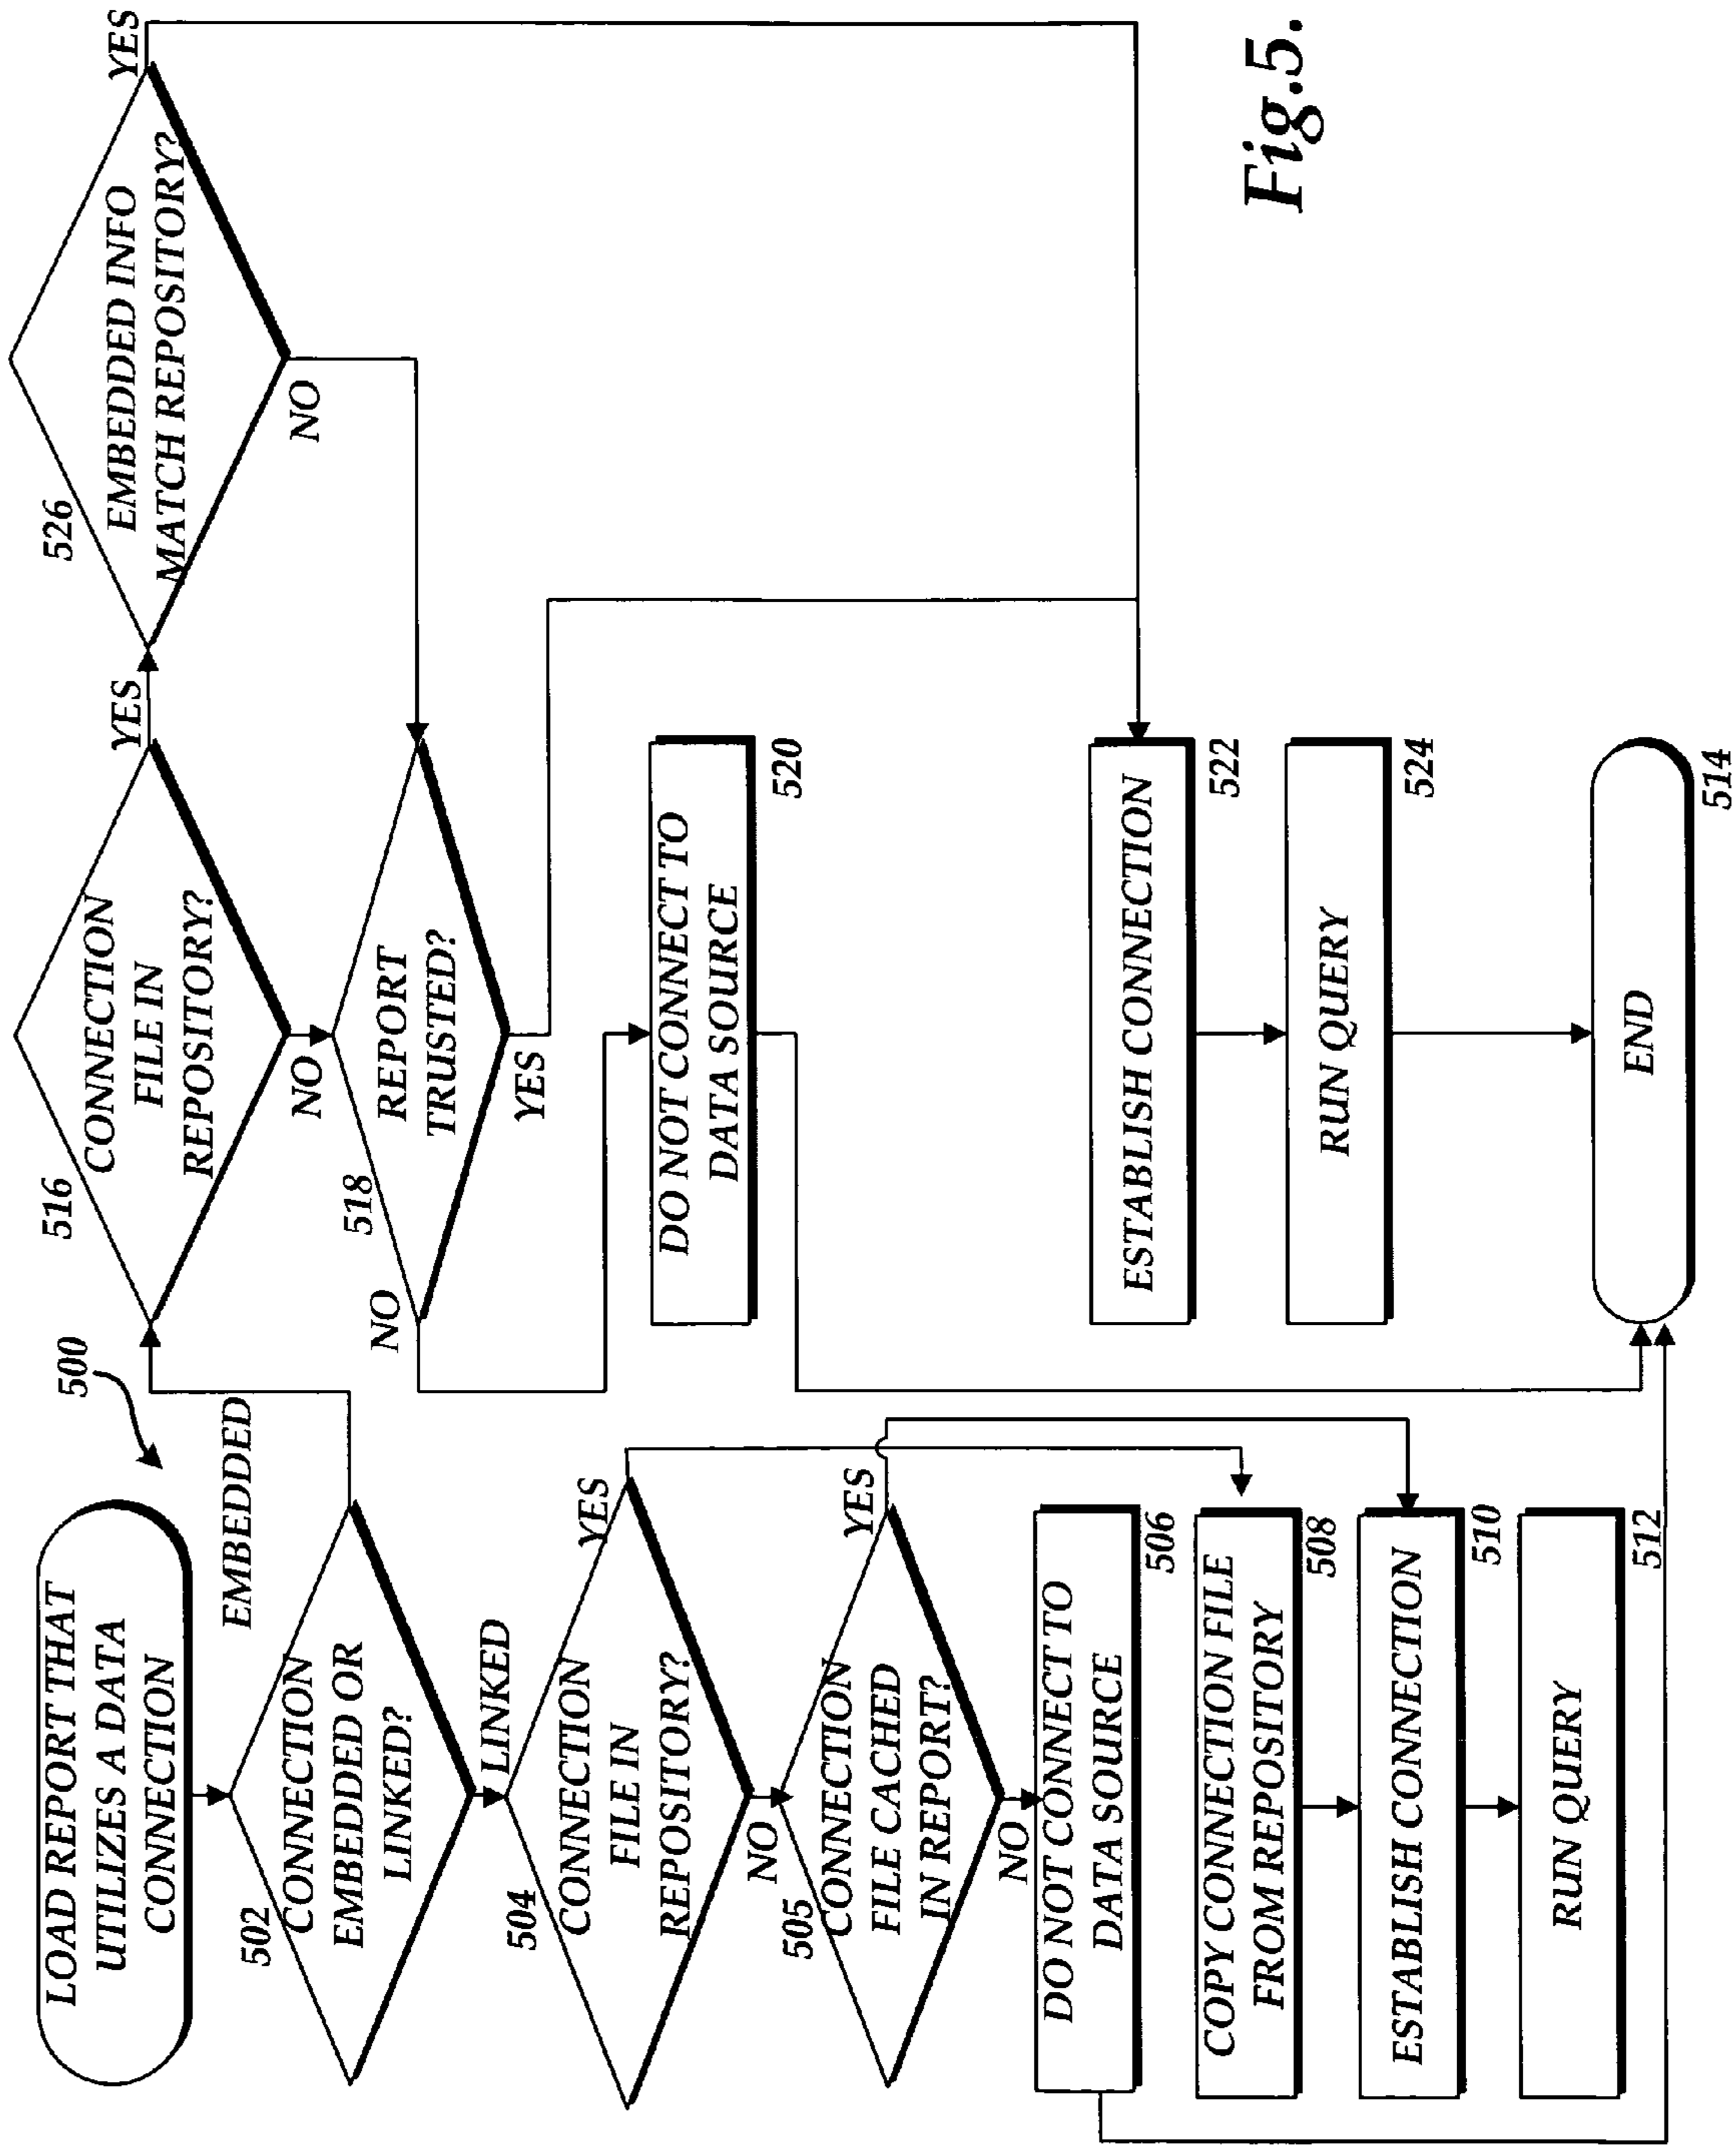 500
LOAD REPORT THAT
UTILIZES A DATA
CONNECTION
EMBEDDED
502
CONNECTION
EMBEDDED OR
LINKED?
LINKED
504
CONNECTION
FILE IN
REPOSITORY?
YES
NO
505
CONNECTION
FILE CACHED
IN REPORT?
YES
NO
DO NOT CONNECT TO
DATA SOURCE
506
COPY CONNECTION FILE
FROM REPOSITORY
508
ESTABLISH CONNECTION
510
RUN QUERY
512
516
CONNECTION
FILE IN
REPOSITORY?
YES
NO
518
REPORT
TRUSTED?
NO
YES
DO NOT CONNECT TO
DATA SOURCE
520
ESTABLISH CONNECTION
522
RUN QUERY
524
END
514
526
EMBEDDED INFO
MATCH REPOSITORY?
YES
NO
Fig.5.